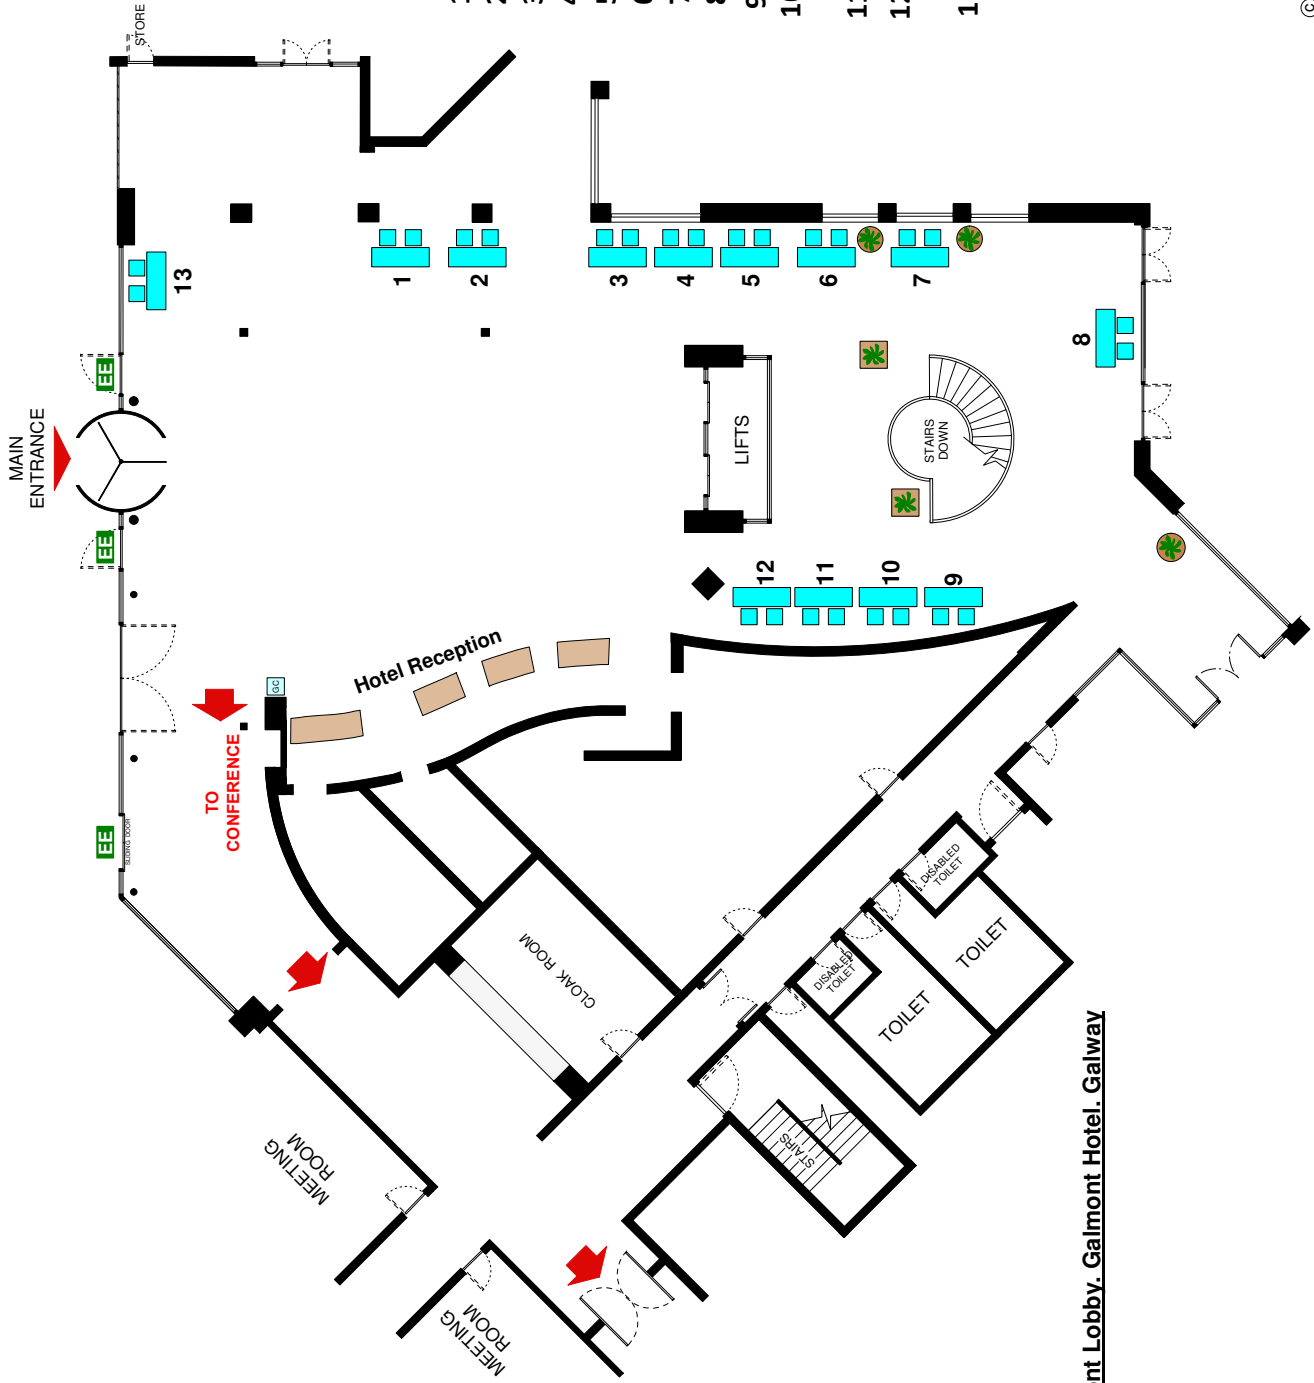 STORE
MAIN
ENTRANCE
EE
EE
EE
SLIDING DOOR
13
1
2
3
4
5
6
7
8
LIFTS
STAIRS
DOWN
12
11
10
9
Hotel Reception
GC
TO
CONFERENCE
CLOAK ROOM
DISABLED
TOILET
TOILET
DISABLED
TOILET
TOILET
STAIRS
MEETING
ROOM
MEETING
ROOM
Lobby. Galmont Hotel. Galway